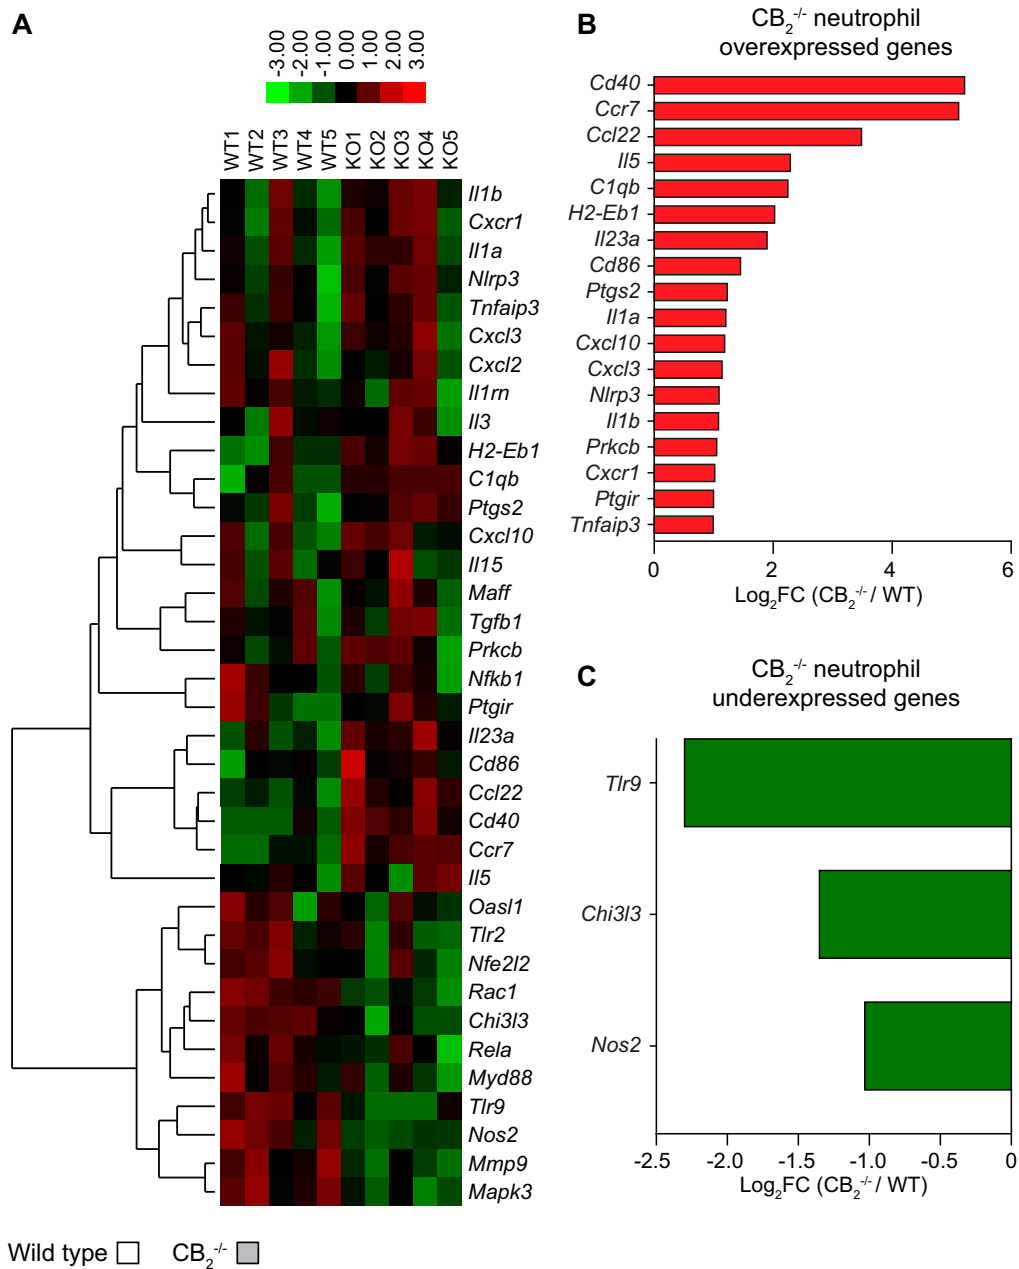 A
-3.00
-2.00
-1.00
0.00
1.00
2.00
3.00
WT1
WT2
WT3
WT4
WT5
KO1
KO2
KO3
KO4
KO5
Il1b
Cxcr1
Il1a
Nlrp3
Tnfaip3
Cxcl3
Cxcl2
Il1rn
Il3
H2-Eb1
C1qb
Ptgs2
Cxcl10
Il15
Maff
Tgfb1
Prkcb
Nfkb1
Ptgir
Il23a
Cd86
Ccl22
Cd40
Ccr7
Il5
Oasl1
Tlr2
Nfe2l2
Rac1
Chi3l3
Rela
Myd88
Tlr9
Nos2
Mmp9
Mapk3
Wild type
CB2-/-
B
CB2-/- neutrophil
overexpressed genes
Cd40
Ccr7
Ccl22
Il5
C1qb
H2-Eb1
Il23a
Cd86
Ptgs2
Il1a
Cxcl10
Cxcl3
Nlrp3
Il1b
Prkcb
Cxcr1
Ptgir
Tnfaip3
0 2 4 6
Log2FC (CB2-/- / WT)
C
CB2-/- neutrophil
underexpressed genes
Tlr9
Chi3l3
Nos2
-2.5 -2.0 -1.5 -1.0 -0.5 0
Log2FC (CB2-/- / WT)